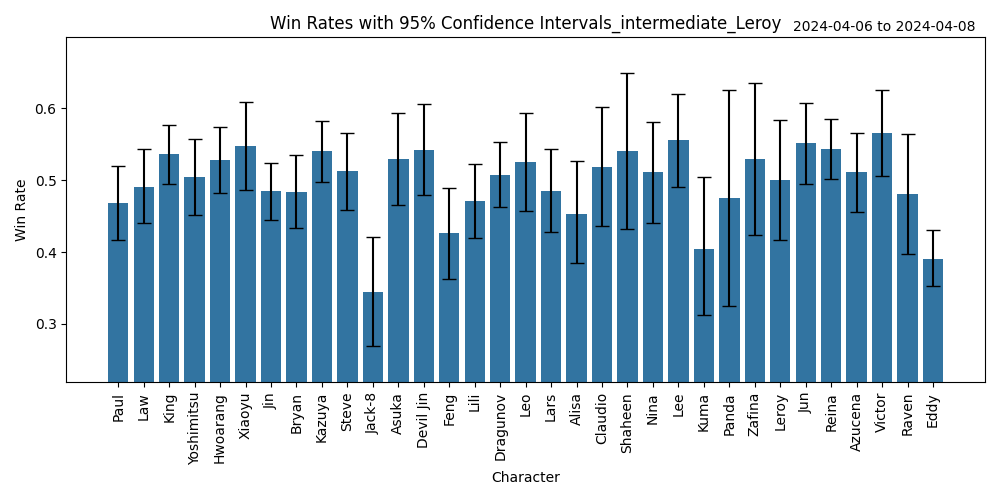 Win Rates with 95% Confidence Intervals_intermediate_Leroy
2024-04-06 to 2024-04-08
Win Rate
0.6
0.5
0.4
0.3
Paul
Law
King
Yoshimitsu
Hwoarang
Xiaoyu
Jin
Bryan
Kazuya
Steve
Jack-8
Asuka
Devil Jin
Feng
Lili
Dragunov
Leo
Lars
Alisa
Claudio
Shaheen
Nina
Lee
Kuma
Panda
Zafina
Leroy
Jun
Reina
Azucena
Victor
Raven
Eddy
Character